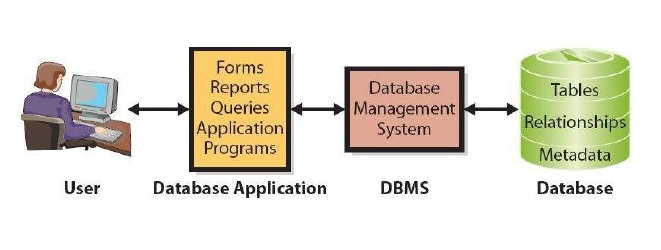 Forms
Reports
Queries
Application
Programs
Database
Management
System
Tables
Relationships
Metadata
User
Database Application
DBMS
Database